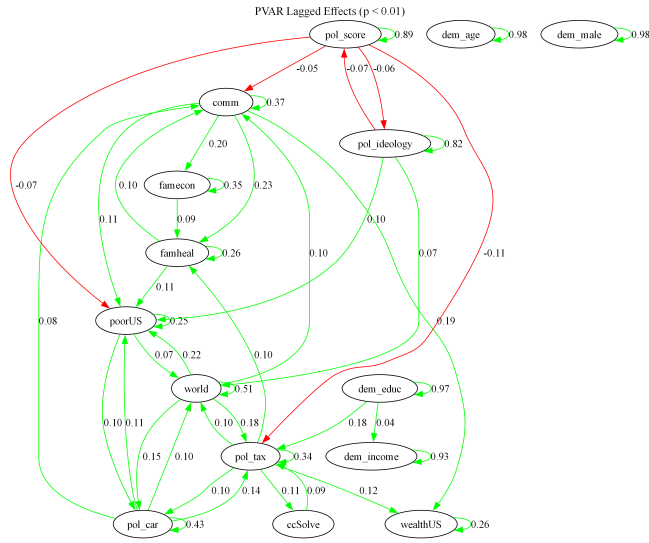 PVAR Lagged Effects (p < 0.01)
pol_score 0.89 dem_age 0.98 dem_male 0.98
-0.05 -0.07 -0.06
comm 0.37
pol_ideology 0.82
0.20
famecon 0.35
-0.07 0.10 0.23
0.11 0.09 0.10
famheal 0.26
0.10 0.07 -0.11
0.11
poorUS 0.25
0.08 0.10 0.19
0.07 0.22
world 0.51 dem_educ 0.97
0.10 0.11 0.10 0.18 0.18 0.04
0.15 0.10 pol_tax 0.34 dem_income 0.93
0.10 0.14 0.11 0.09 0.12
pol_car 0.43 ccSolve wealthUS 0.26